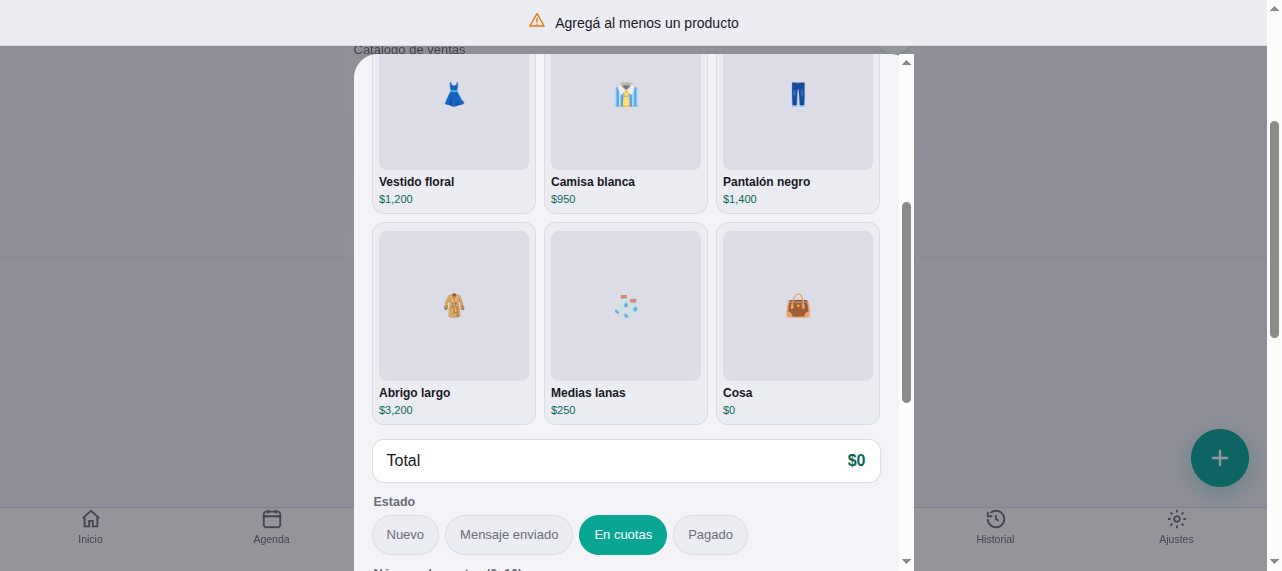 Agregá al menos un producto
Catálogo de ventas
Vestido floral
$1,200
Camisa blanca
$950
Pantalón negro
$1,400
Abrigo largo
$3,200
Medias lanas
$250
Cosa
$0
Total
$0
Estado
Nuevo
Mensaje enviado
En cuotas
Pagado
Inicio
Agenda
Historial
Ajustes